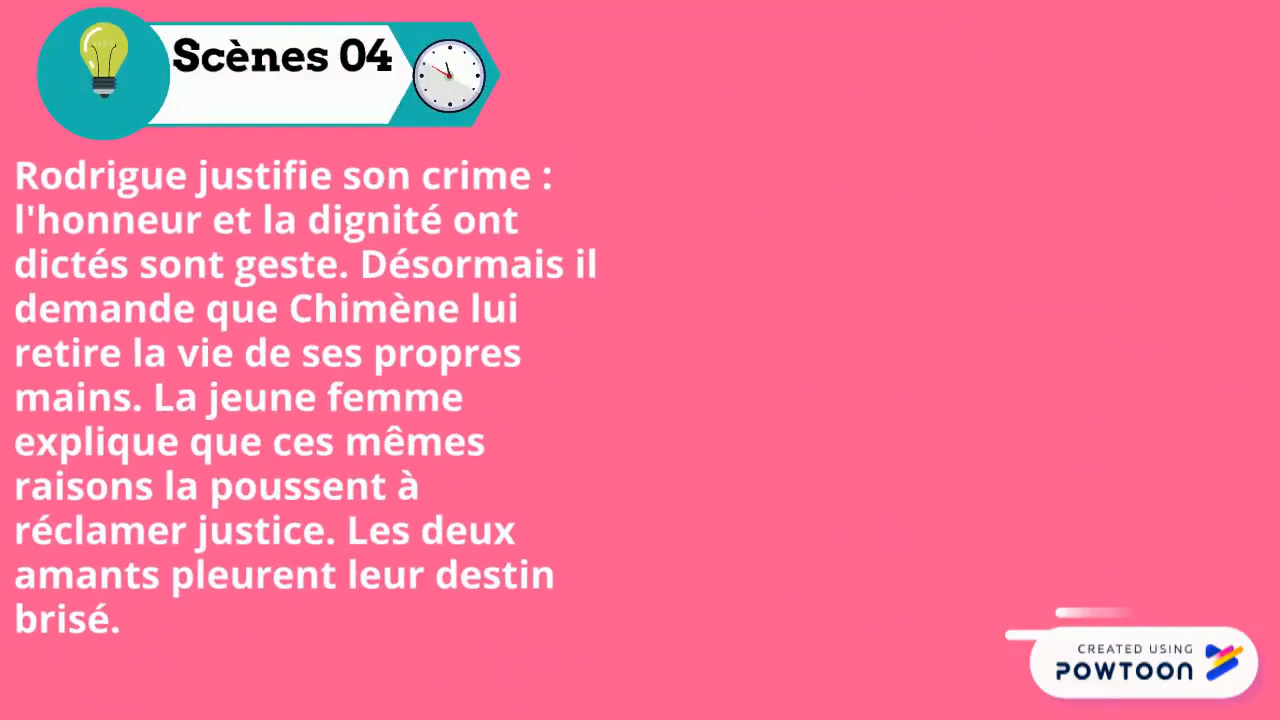 Scènes 04
Rodrigue justifie son crime :
l'honneur et la dignité ont
dictés sont geste. Désormais il
demande que Chimène lui
retire la vie de ses propres
mains. La jeune femme
explique que ces mêmes
raisons la poussent à
réclamer justice. Les deux
amants pleurent leur destin
brisé.
CREATED USING
POWTOON